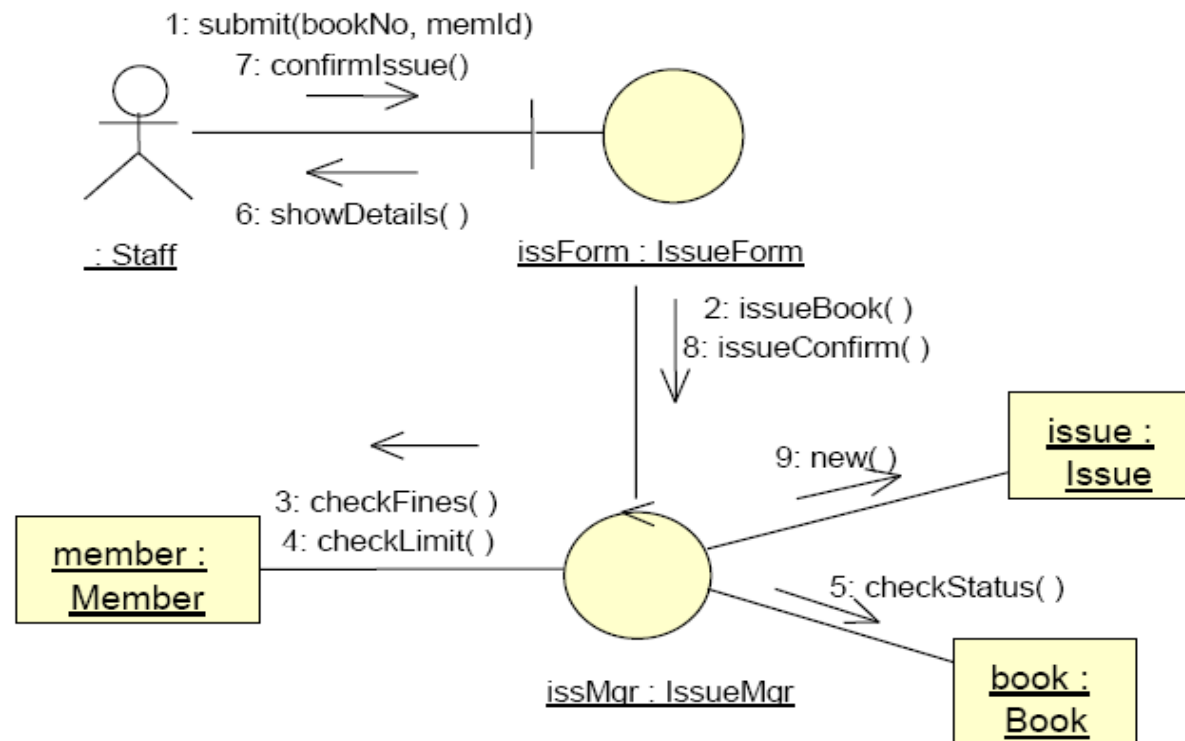 1: submit(bookNo, memId)
7: confirmIssue()
6: showDetails( )
: Staff
issForm : IssueForm
2: issueBook( )
8: issueConfirm( )
issue :
Issue
9: new( )
3: checkFines( )
4: checkLimit( )
member :
Member
5: checkStatus( )
issMgr : IssueMgr
book :
Book